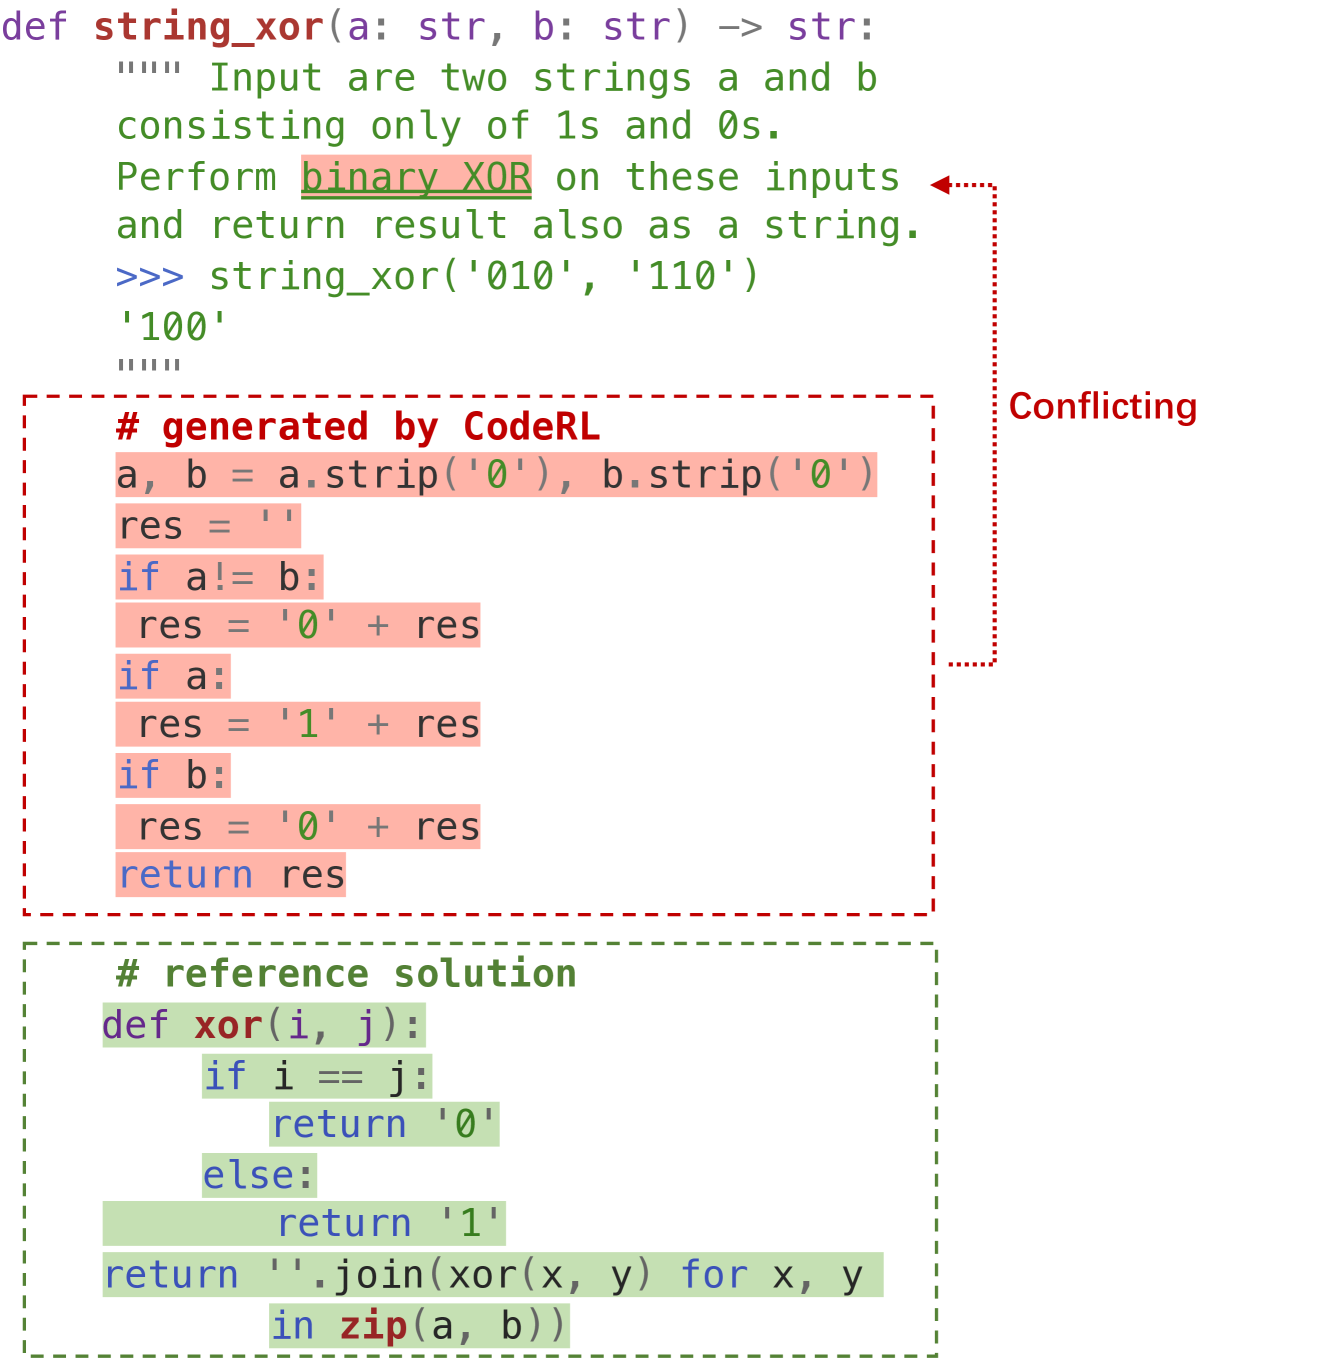 def string_xor(a: str, b: str) —> str:
""" Input are two strings a and b
consisting only of 1s and 0s.
Perform binary XOR on these inputs
and return result also as a string.
>>> string_xor('010', '110')
'100'
"""
Conflicting
# generated by CodeRL
a, b = a.strip('0'), b.strip('0')
res = ''
if a!= b:
 res = '0' + res
if a:
 res = '1' + res
if b:
 res = '0' + res
return res
# reference solution
def xor(i, j):
    if i == j:
        return '0'
    else:
        return '1'
return ''.join(xor(x, y) for x, y
        in zip(a, b))